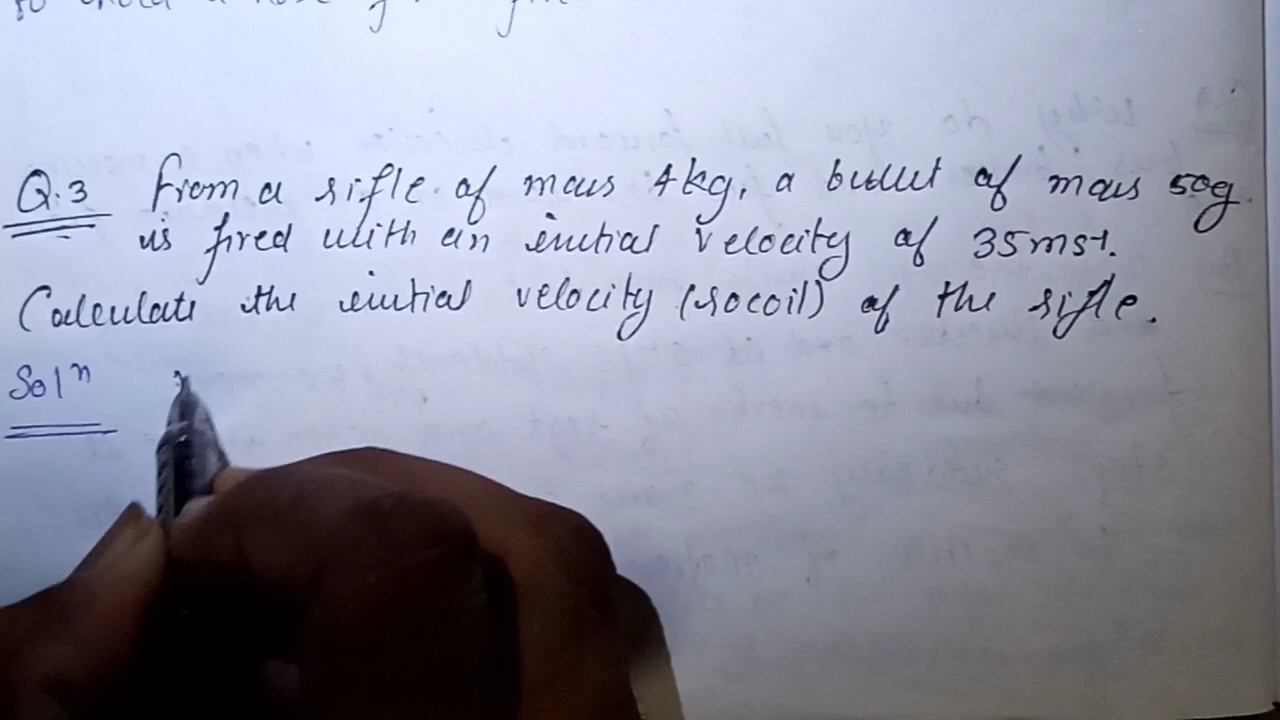 Q.3 From a rifle of mass 4kg, a bullet of mass 50g
is fired with an initial velocity of 35ms-1.
Calculate the initial velocity (recoil) of the rifle.
Solⁿ